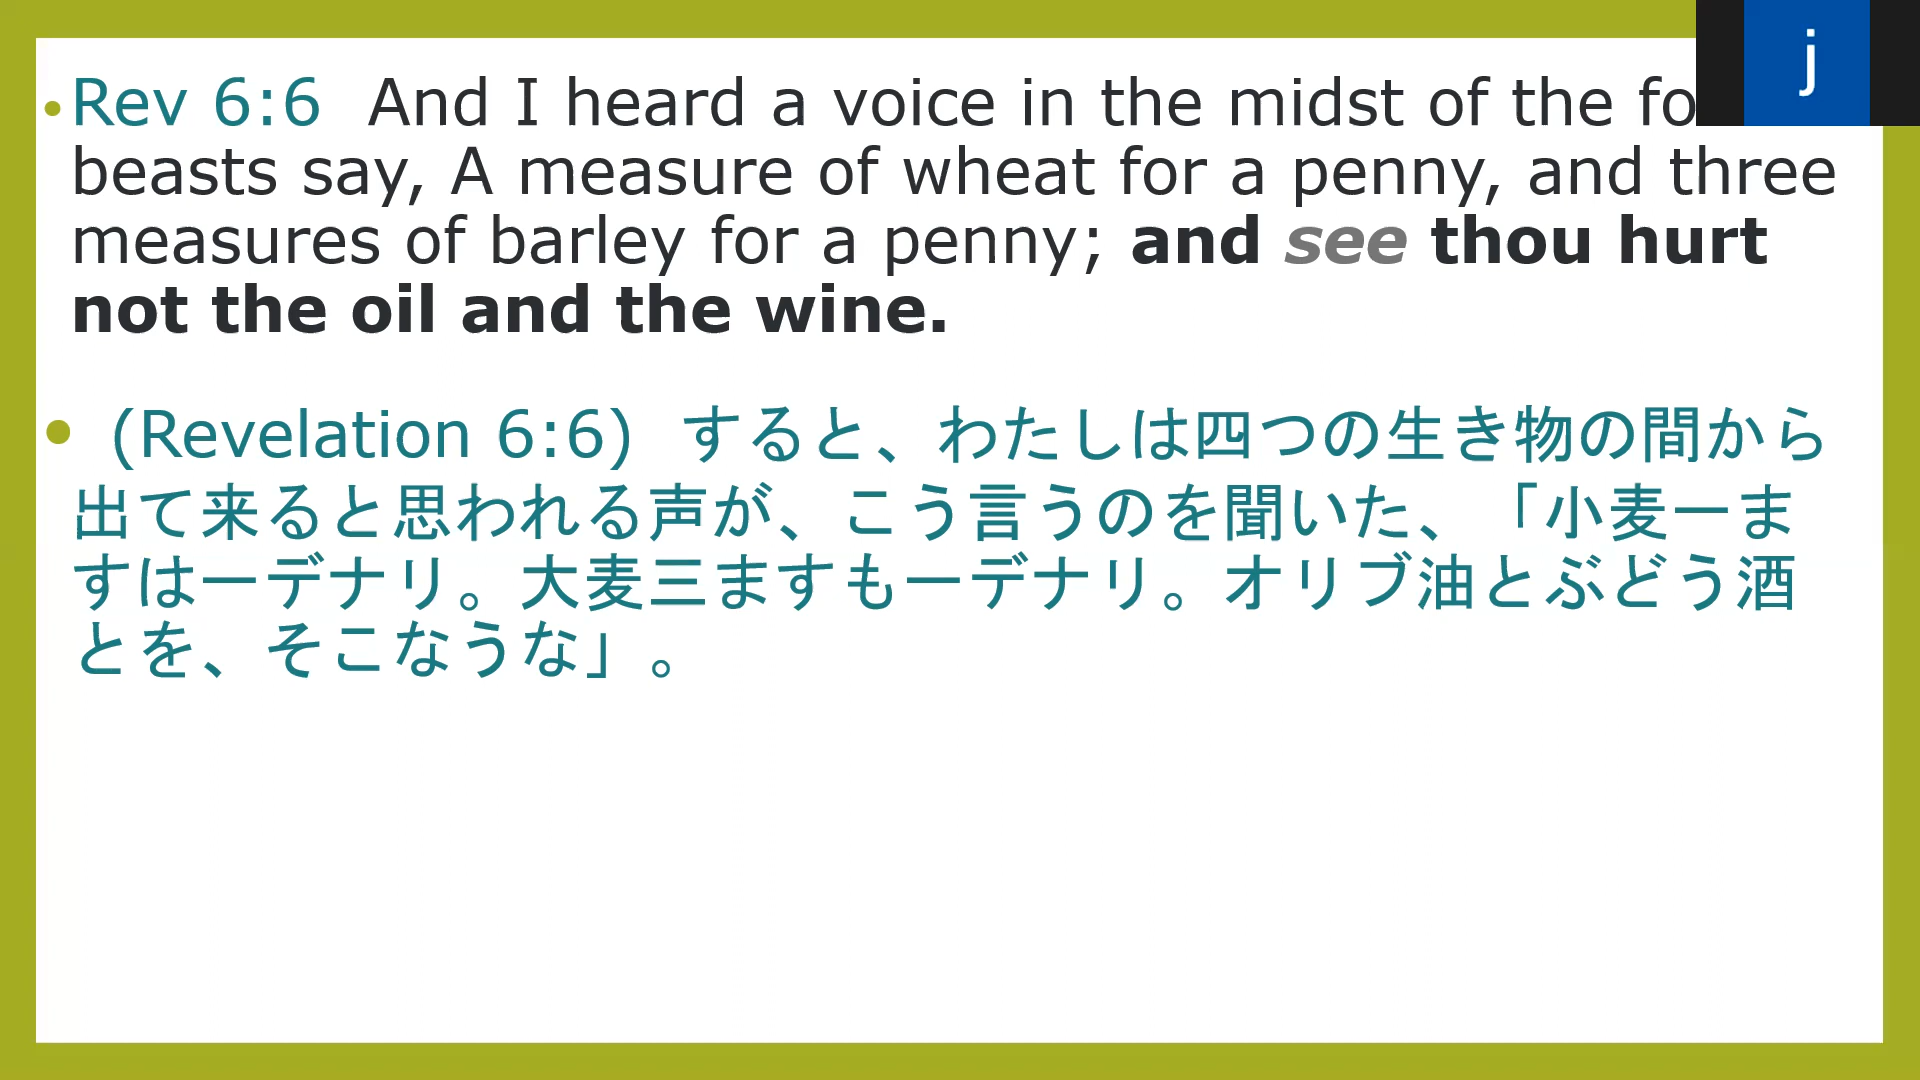 • Rev 6:6 And I heard a voice in the midst of the
beasts say, A measure of wheat for a penny, and three
measures of barley for a penny; and see thou hurt
not the oil and the wine.
• (Revelation 6:6) すると、わたしは四つの生き物の間から
出て来ると思われる声が、こう言うのを聞いた、「小麦一ま
すは一デナリ。大麦三ますも一デナリ。オリブ油とぶどう酒
とを、そこなうな」。
j